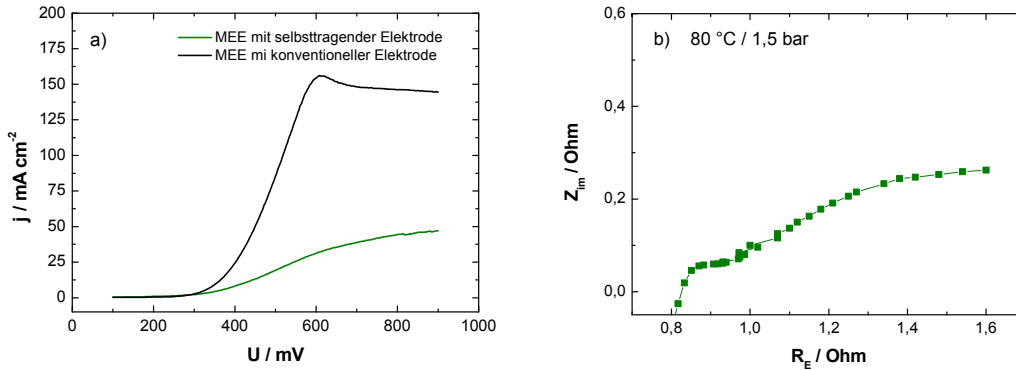 a)
MEE mit selbsttragender Elektrode
MEE mi konventioneller Elektrode
175
150
125
100
75
50
25
0
j / mA cm⁻²
0 200 400 600 800 1000
U / mV
b) 80 °C / 1,5 bar
0,6
0,4
0,2
0,0
Z_im / Ohm
0,8 1,0 1,2 1,4 1,6
R_E / Ohm